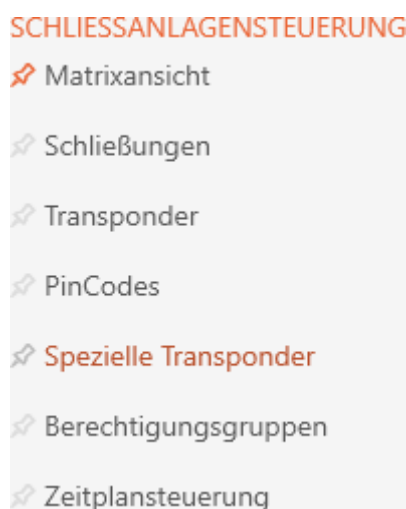 SCHLIESSANLAGENSTEUERUNG
Matrixansicht
Schließungen
Transponder
PinCodes
Spezielle Transponder
Berechtigungsgruppen
Zeitplansteuerung